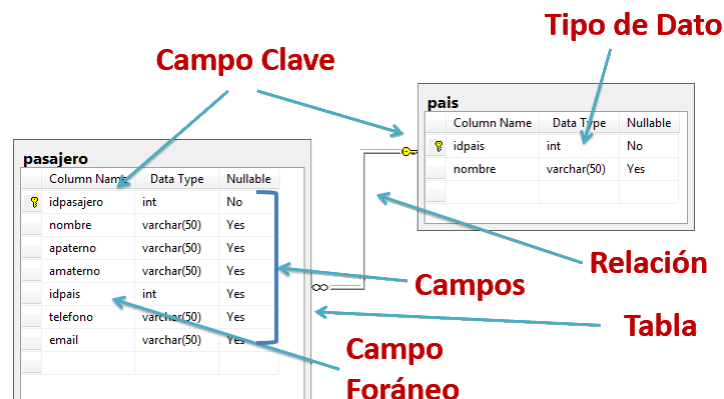 Tipo de Dato
Campo Clave
pais
Column Name Data Type Nullable
idpais int No
nombre varchar(50) Yes
pasajero
Column Name Data Type Nullable
idpasajero int No
nombre varchar(50) Yes
apaterno varchar(50) Yes
amaterno varchar(50) Yes
idpais int Yes
telefono varchar(50) Yes
email varchar(50) Yes
Relación
Campos
Tabla
Campo
Foráneo